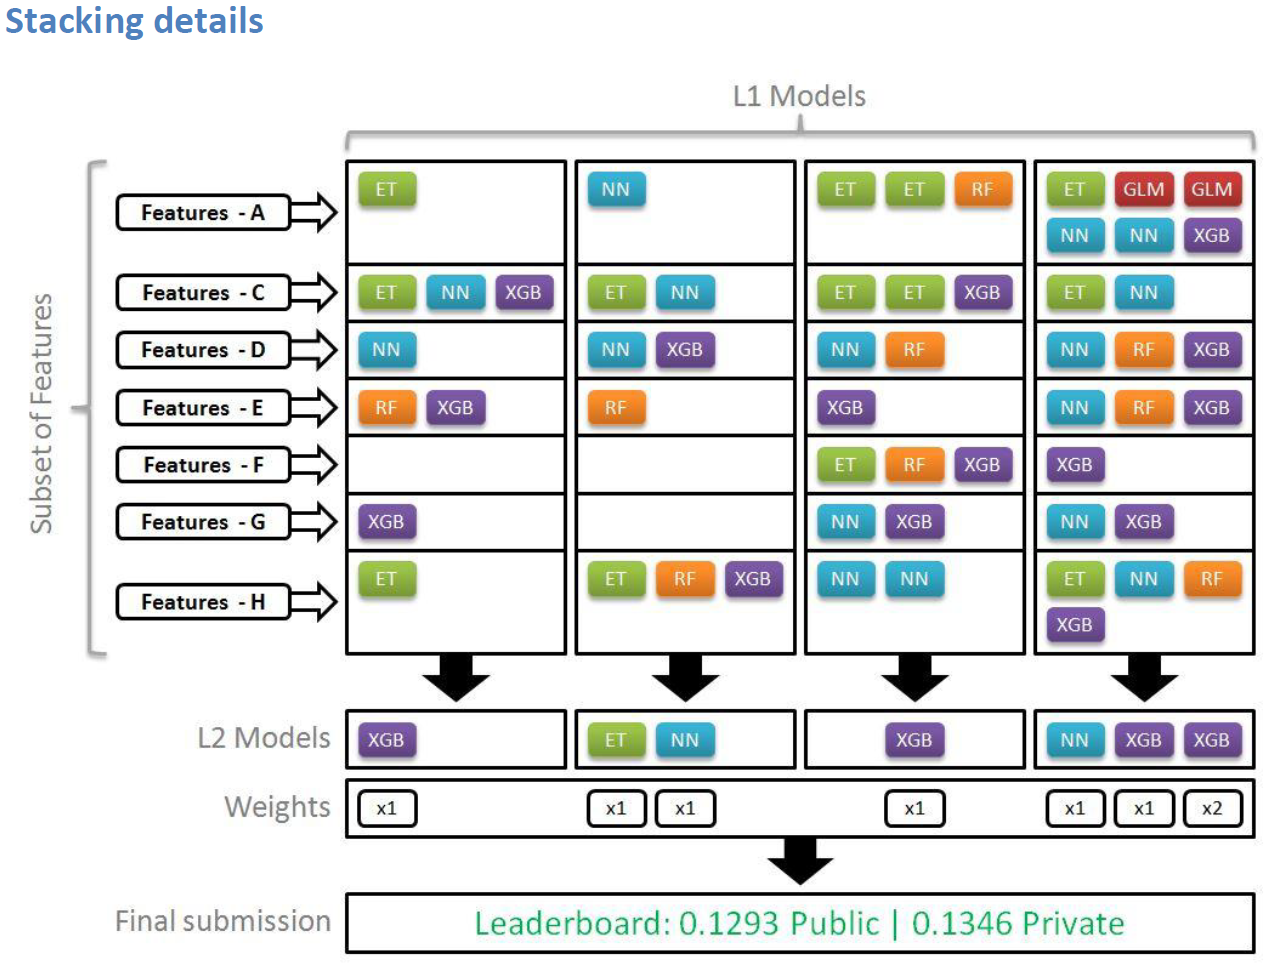 Stacking details
L1 Models
Subset of Features
Features - A
ET
NN
ET ET RF
ET GLM GLM
NN NN XGB
Features - C
ET NN XGB
ET NN
ET ET XGB
ET NN
Features - D
NN
NN XGB
NN RF
NN RF XGB
Features - E
RF XGB
RF
XGB
NN RF XGB
Features - F
ET RF XGB
XGB
Features - G
XGB
NN XGB
NN XGB
Features - H
ET
ET RF XGB
NN NN
ET NN RF
XGB
L2 Models
XGB
ET NN
XGB
NN XGB XGB
Weights
x1
x1 x1
x1
x1 x1 x2
Final submission
Leaderboard: 0.1293 Public | 0.1346 Private